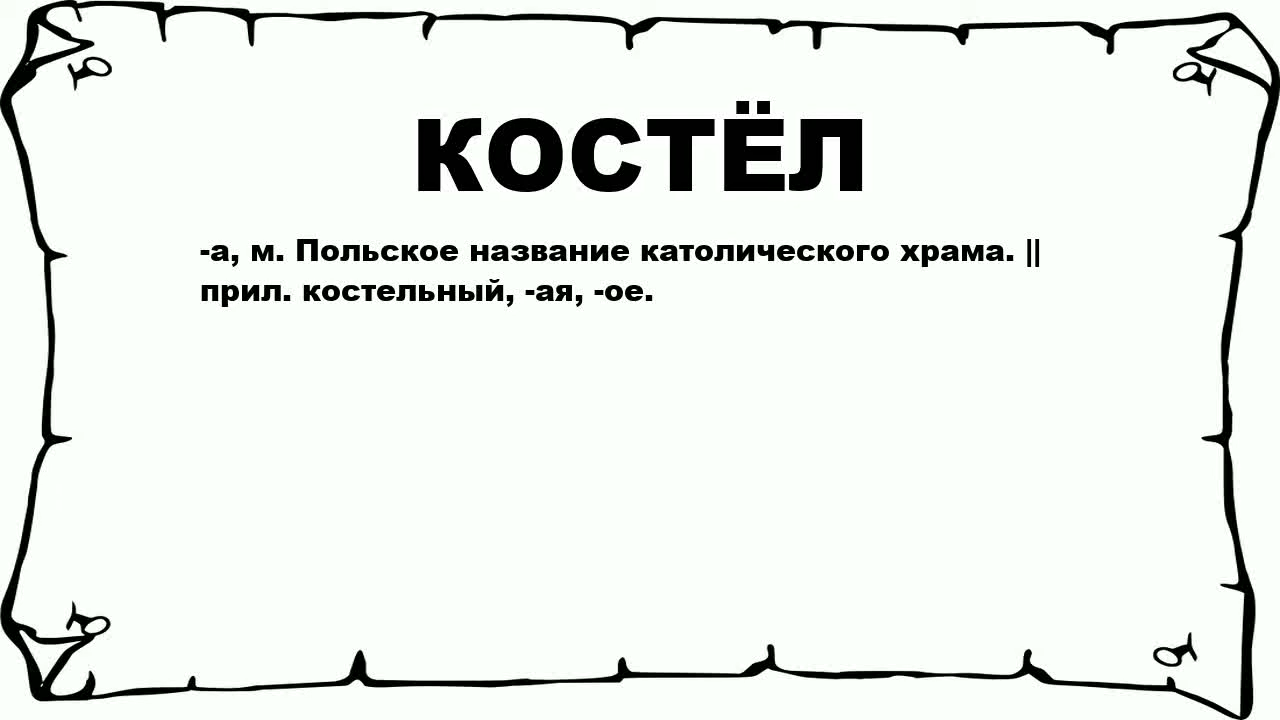 КОСТЁЛ
-а, м. Польское название католического храма. ||
прил. костельный, -ая, -ое.